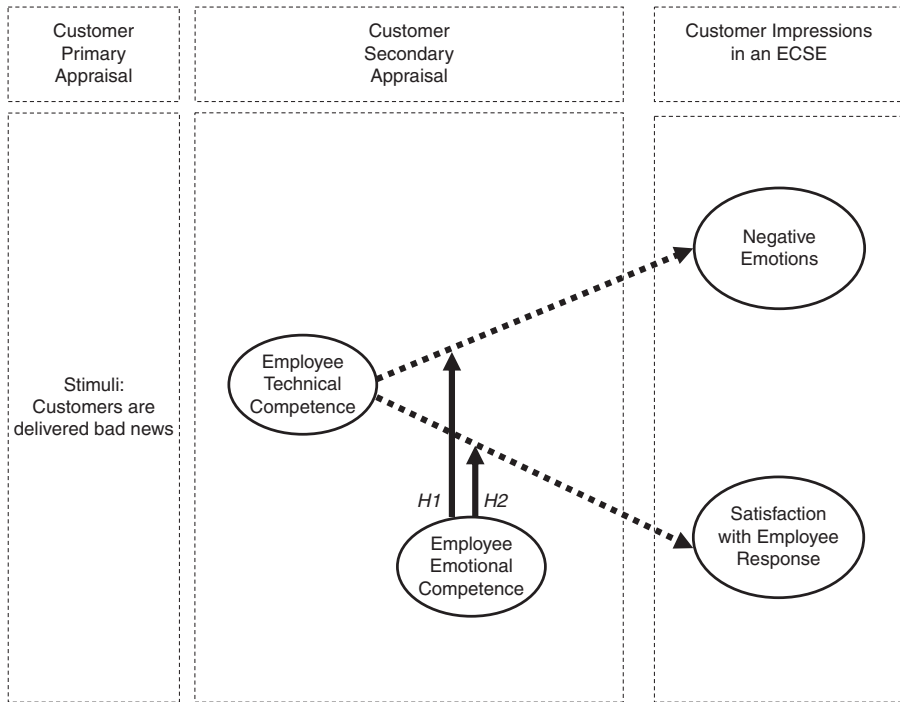 Customer
Primary
Appraisal
Customer
Secondary
Appraisal
Customer Impressions
in an ECSE
Stimuli:
Customers are
delivered bad news
Employee
Technical
Competence
H1
H2
Employee
Emotional
Competence
Negative
Emotions
Satisfaction
with Employee
Response